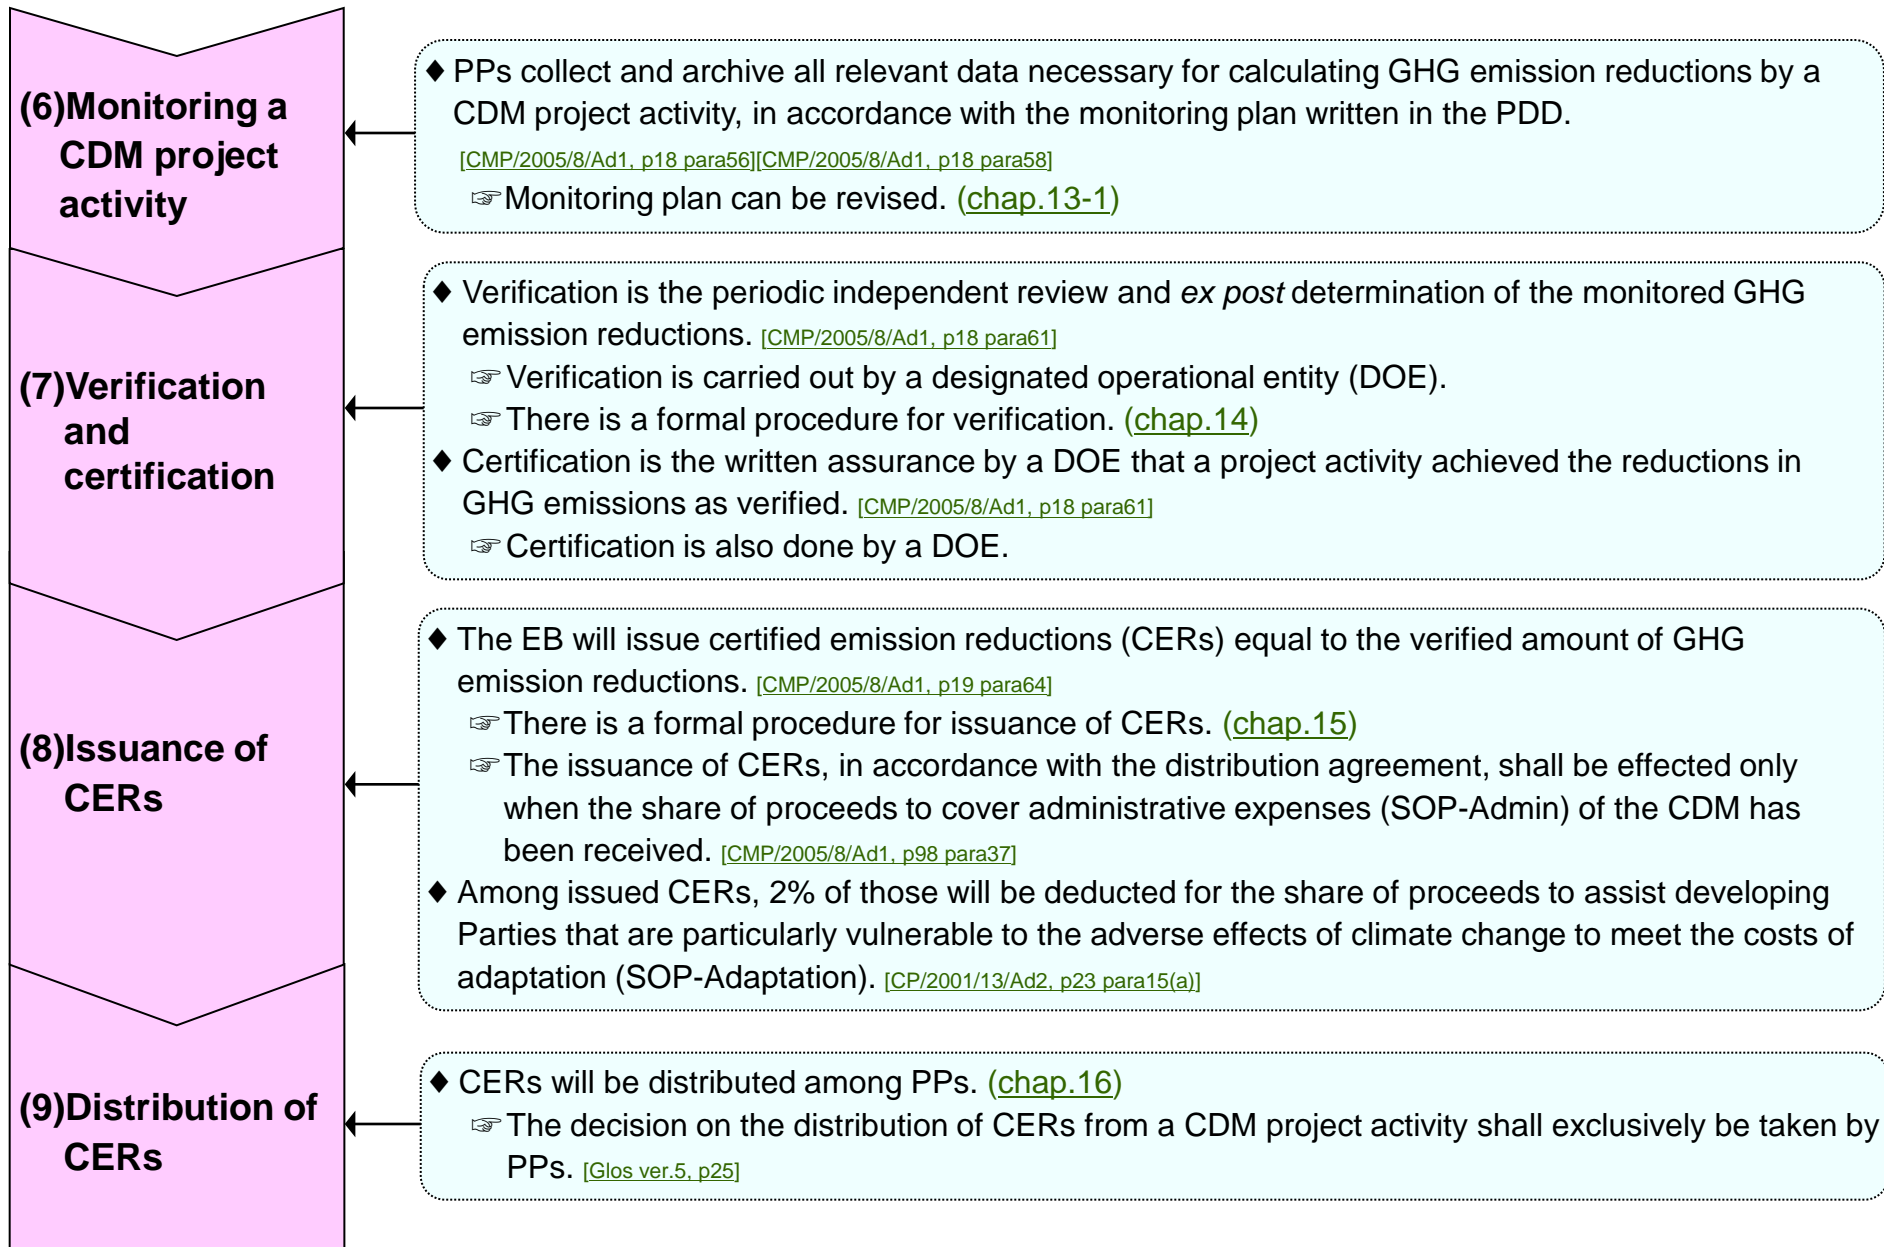 (6)Monitoring a
CDM project
activity
♦ PPs collect and archive all relevant data necessary for calculating GHG emission reductions by a
CDM project activity, in accordance with the monitoring plan written in the PDD.
[CMP/2005/8/Ad1, p18 para56][CMP/2005/8/Ad1, p18 para58]
☞Monitoring plan can be revised. (chap.13-1)
(7)Verification
and
certification
♦ Verification is the periodic independent review and ex post determination of the monitored GHG
emission reductions. [CMP/2005/8/Ad1, p18 para61]
☞Verification is carried out by a designated operational entity (DOE).
☞There is a formal procedure for verification. (chap.14)
♦ Certification is the written assurance by a DOE that a project activity achieved the reductions in
GHG emissions as verified. [CMP/2005/8/Ad1, p18 para61]
☞Certification is also done by a DOE.
(8)Issuance of
CERs
♦ The EB will issue certified emission reductions (CERs) equal to the verified amount of GHG
emission reductions. [CMP/2005/8/Ad1, p19 para64]
☞There is a formal procedure for issuance of CERs. (chap.15)
☞The issuance of CERs, in accordance with the distribution agreement, shall be effected only
when the share of proceeds to cover administrative expenses (SOP-Admin) of the CDM has
been received. [CMP/2005/8/Ad1, p98 para37]
♦ Among issued CERs, 2% of those will be deducted for the share of proceeds to assist developing
Parties that are particularly vulnerable to the adverse effects of climate change to meet the costs of
adaptation (SOP-Adaptation). [CP/2001/13/Ad2, p23 para15(a)]
(9)Distribution of
CERs
♦ CERs will be distributed among PPs. (chap.16)
☞The decision on the distribution of CERs from a CDM project activity shall exclusively be taken by
PPs. [Glos ver.5, p25]